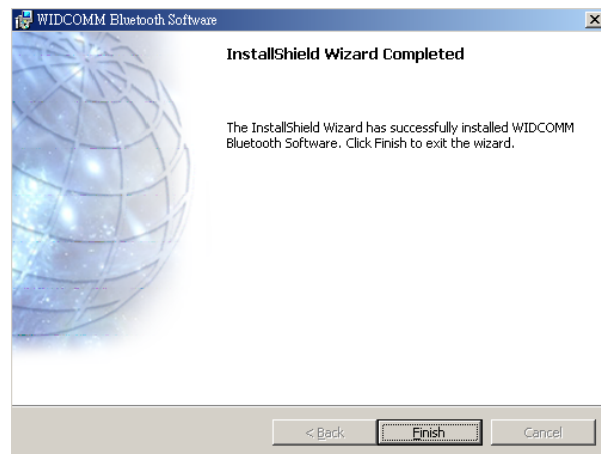 WIDCOMM Bluetooth Software
InstallShield Wizard Completed
The InstallShield Wizard has successfully installed WIDCOMM
Bluetooth Software. Click Finish to exit the wizard.
< Back Finish Cancel